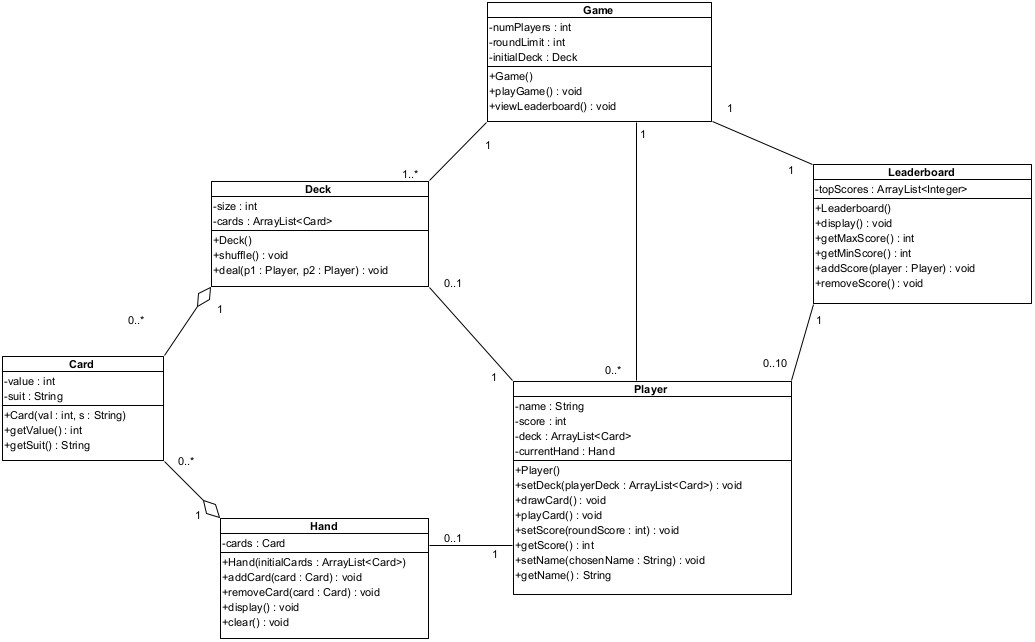 Game
-numPlayers : int
-roundLimit : int
-initialDeck : Deck
+Game()
+playGame() : void
+viewLeaderboard() : void
1
1
1
1
1..*
Leaderboard
-topScores : ArrayList<Integer>
+Leaderboard()
+display() : void
+getMaxScore() : int
+getMinScore() : int
+addScore(player : Player) : void
+removeScore() : void
Deck
-size : int
-cards : ArrayList<Card>
+Deck()
+shuffle() : void
+deal(p1 : Player, p2 : Player) : void
0..1
1
0..*
1
0..10
0..*
1
Card
-value : int
-suit : String
+Card(val : int, s : String)
+getValue() : int
+getSuit() : String
Player
-name : String
-score : int
-deck : ArrayList<Card>
-currentHand : Hand
+Player()
+setDeck(playerDeck : ArrayList<Card>) : void
+drawCard() : void
+playCard() : void
+setScore(roundScore : int) : void
+getScore() : int
+setName(chosenName : String) : void
+getName() : String
0..*
1
Hand
-cards : Card
+Hand(initialCards : ArrayList<Card>)
+addCard(card : Card) : void
+removeCard(card : Card) : void
+display() : void
+clear() : void
0..1
1